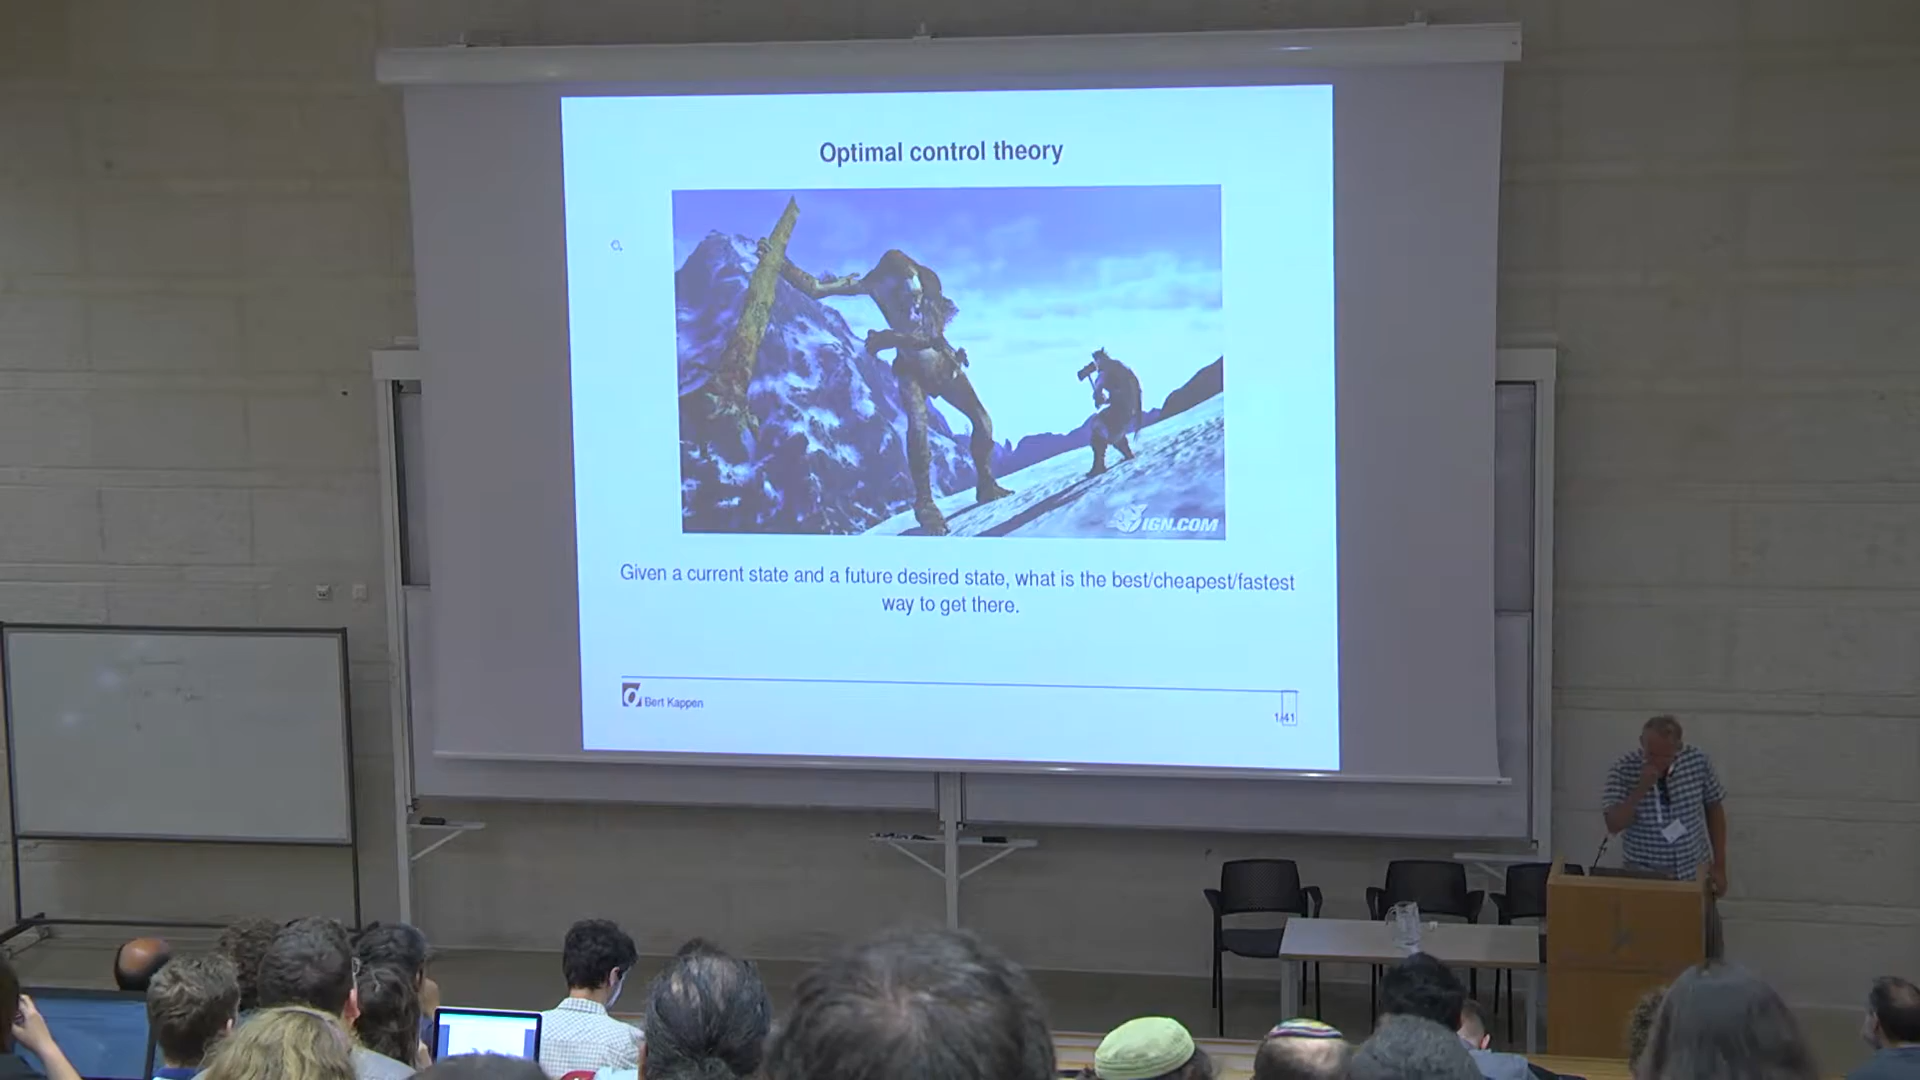 Optimal control theory
IGN.COM
Given a current state and a future desired state, what is the best/cheapest/fastest
way to get there.
Bert Kappen
1/41